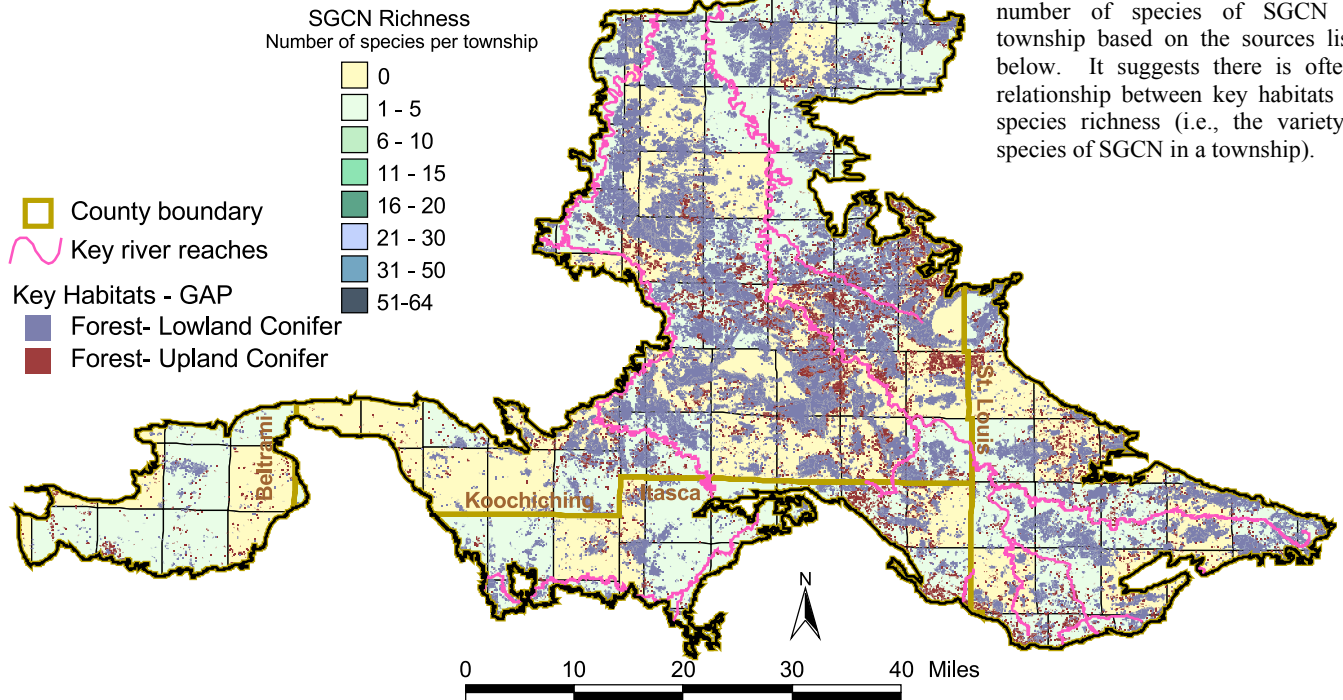 SGCN Richness
Number of species per township
0
1 - 5
6 - 10
11 - 15
16 - 20
21 - 30
31 - 50
51-64
County boundary
Key river reaches
Key Habitats - GAP
Forest- Lowland Conifer
Forest- Upland Conifer
number of species of SGCN
township based on the sources lis
below. It suggests there is ofte
relationship between key habitats
species richness (i.e., the variety
species of SGCN in a township).
Beltrami
Koochiching
Itasca
St. Louis
N
0 10 20 30 40 Miles